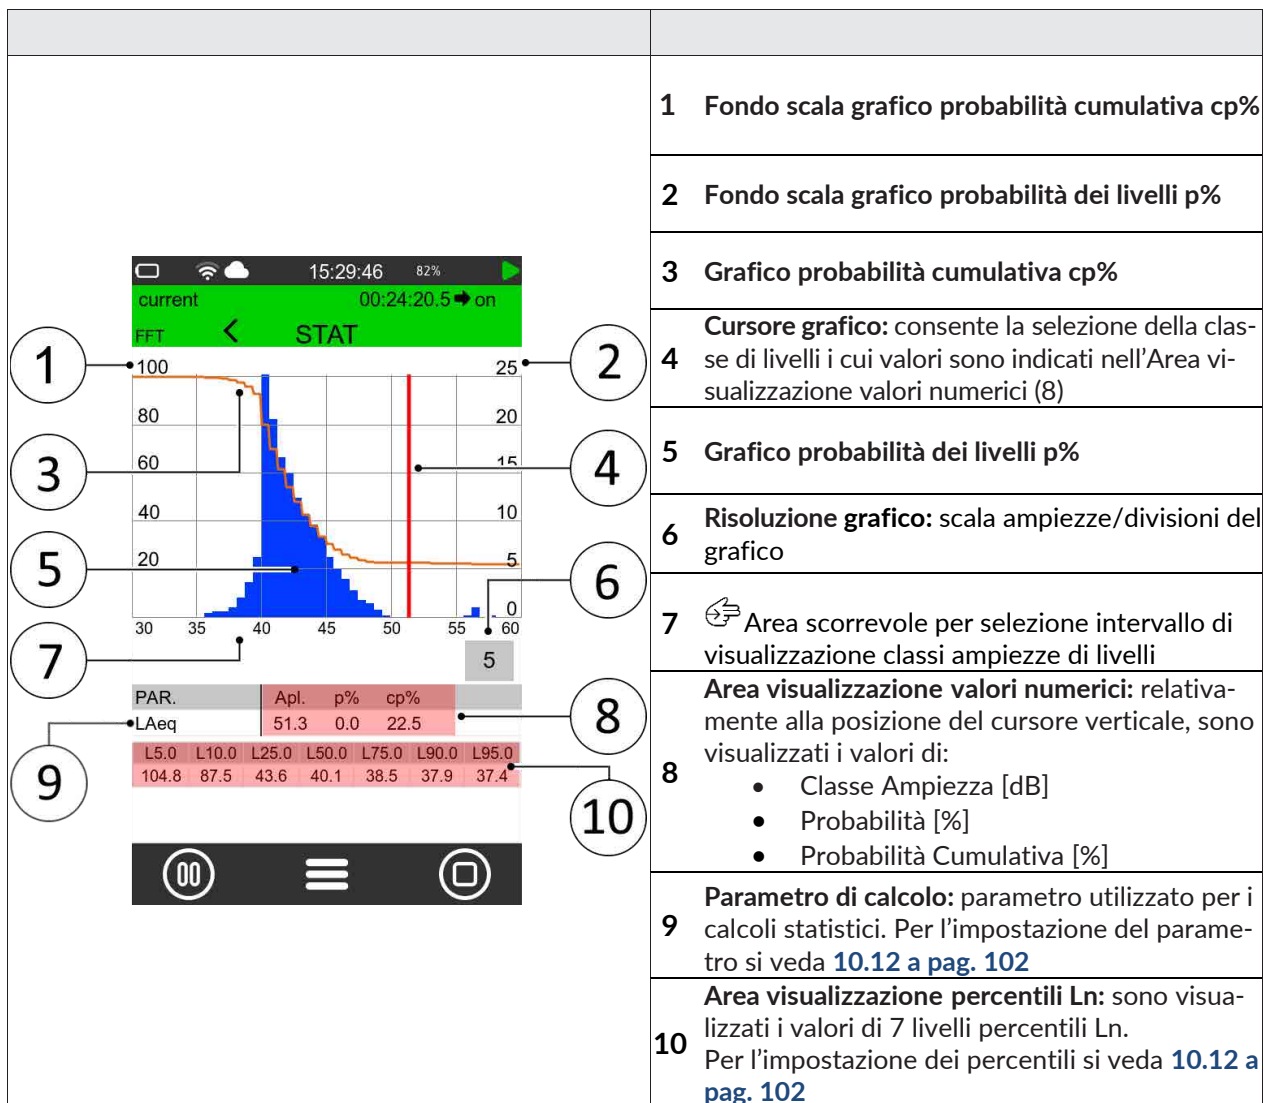 15:29:46 82%
current 00:24:20.5 on
FFT STAT
100 25
80 20
60 15
40 10
20 5
0
30 35 40 45 50 55 60
5
PAR. Apl. p% cp%
LAeq 51.3 0.0 22.5
L5.0 L10.0 L25.0 L50.0 L75.0 L90.0 L95.0
104.8 87.5 43.6 40.1 38.5 37.9 37.4
1
2
3
4
5
6
7
8
9
10
1 Fondo scala grafico probabilità cumulativa cp%
2 Fondo scala grafico probabilità dei livelli p%
3 Grafico probabilità cumulativa cp%
4 Cursore grafico: consente la selezione della clas-
se di livelli i cui valori sono indicati nell'Area vi-
sualizzazione valori numerici (8)
5 Grafico probabilità dei livelli p%
6 Risoluzione grafico: scala ampiezze/divisioni del
grafico
7 Area scorrevole per selezione intervallo di
visualizzazione classi ampiezze di livelli
8 Area visualizzazione valori numerici: relativa-
mente alla posizione del cursore verticale, sono
visualizzati i valori di:
• Classe Ampiezza [dB]
• Probabilità [%]
• Probabilità Cumulativa [%]
9 Parametro di calcolo: parametro utilizzato per i
calcoli statistici. Per l'impostazione del parame-
tro si veda 10.12 a pag. 102
10 Area visualizzazione percentili Ln: sono visua-
lizzati i valori di 7 livelli percentili Ln.
Per l'impostazione dei percentili si veda 10.12 a
pag. 102